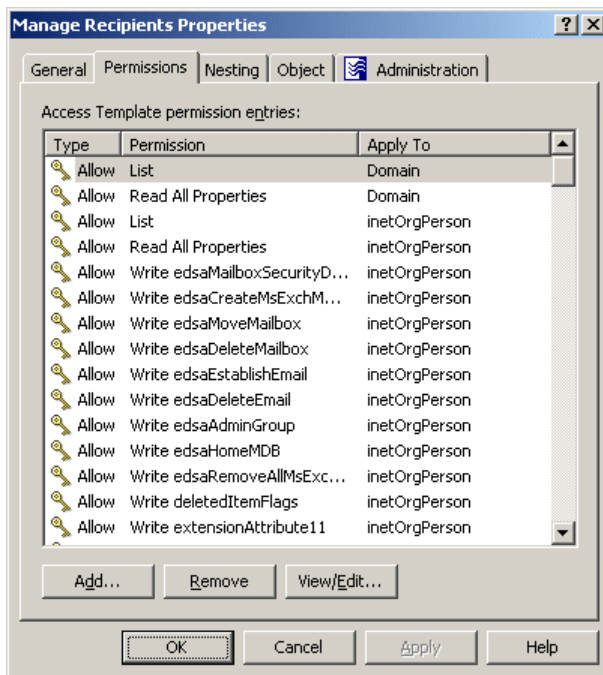 Manage Recipients Properties
General Permissions Nesting Object Administration
Access Template permission entries:
Type Permission Apply To
Allow List Domain
Allow Read All Properties Domain
Allow List inetOrgPerson
Allow Read All Properties inetOrgPerson
Allow Write edsaMailboxSecurityD... inetOrgPerson
Allow Write edsaCreateMsExchM... inetOrgPerson
Allow Write edsaMoveMailbox inetOrgPerson
Allow Write edsaDeleteMailbox inetOrgPerson
Allow Write edsaEstablishEmail inetOrgPerson
Allow Write edsaDeleteEmail inetOrgPerson
Allow Write edsaAdminGroup inetOrgPerson
Allow Write edsaHomeMDB inetOrgPerson
Allow Write edsaRemoveAllMsExc... inetOrgPerson
Allow Write deletedItemFlags inetOrgPerson
Allow Write extensionAttribute11 inetOrgPerson
Add... Remove View/Edit...
OK Cancel Apply Help